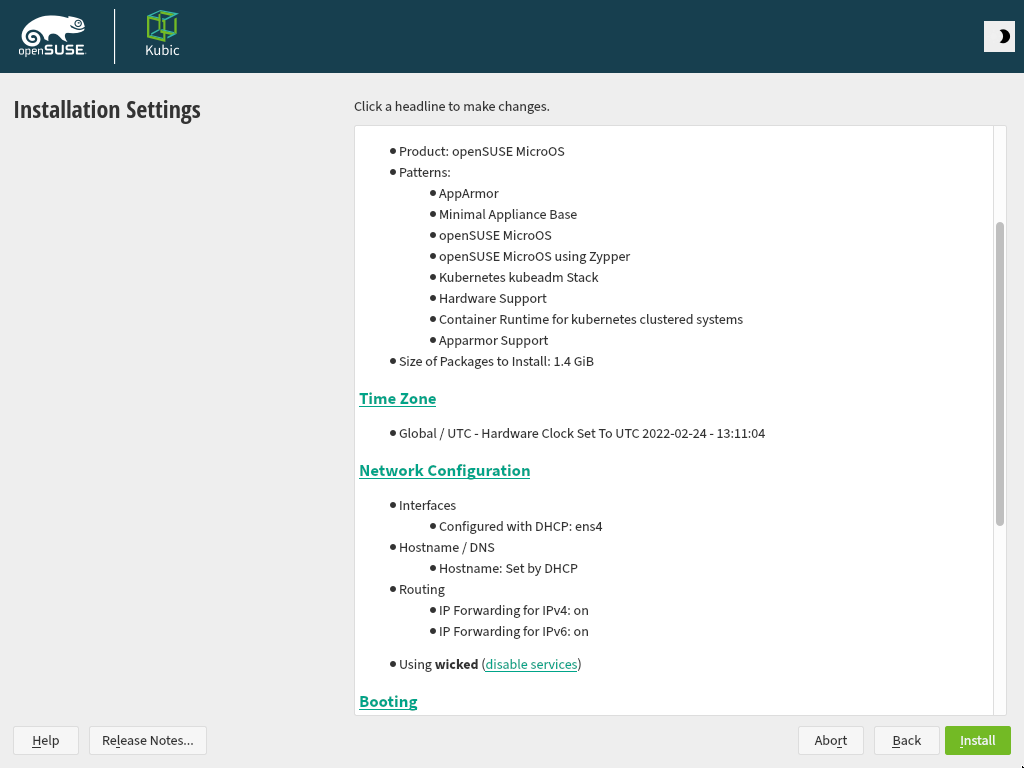 openSUSE.
Kubic
Installation Settings
Click a headline to make changes.
Product: openSUSE MicroOS
Patterns:
AppArmor
Minimal Appliance Base
openSUSE MicroOS
openSUSE MicroOS using Zypper
Kubernetes kubeadm Stack
Hardware Support
Container Runtime for kubernetes clustered systems
Apparmor Support
Size of Packages to Install: 1.4 GiB
Time Zone
Global / UTC - Hardware Clock Set To UTC 2022-02-24 - 13:11:04
Network Configuration
Interfaces
Configured with DHCP: ens4
Hostname / DNS
Hostname: Set by DHCP
Routing
IP Forwarding for IPv4: on
IP Forwarding for IPv6: on
Using wicked (disable services)
Booting
Help Release Notes... Abort Back Install